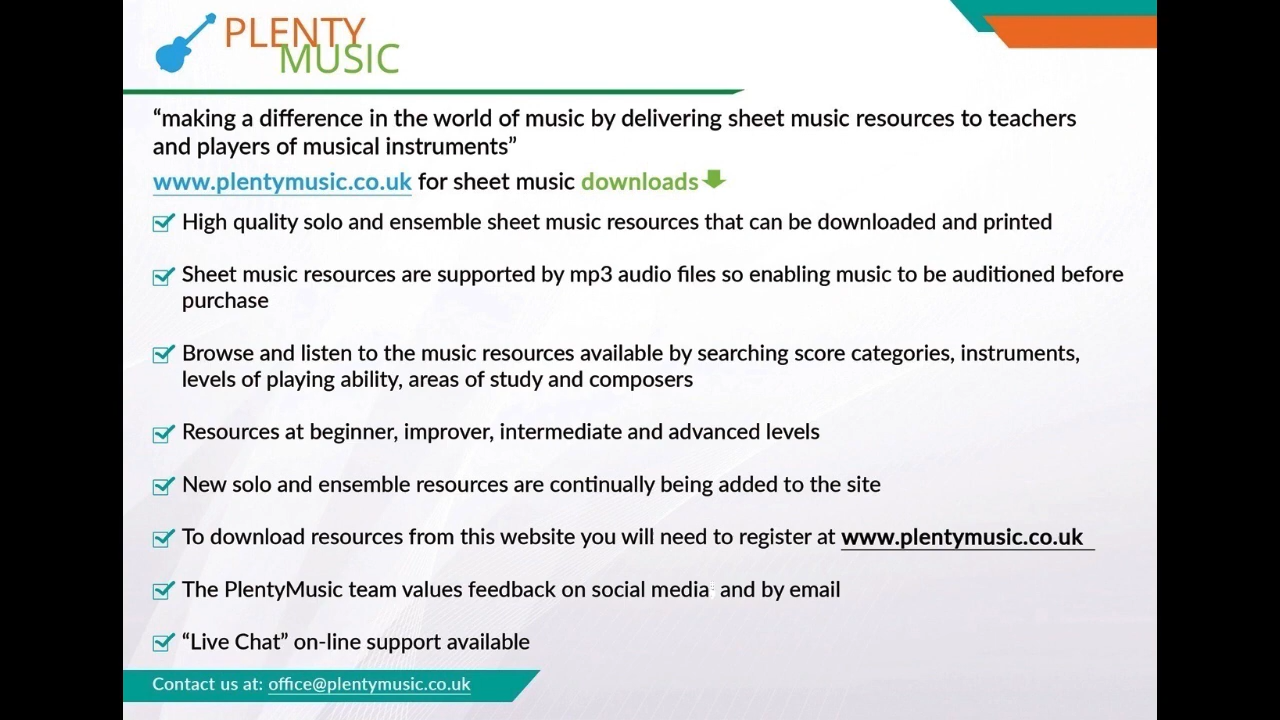 PLENTY
MUSIC
“making a difference in the world of music by delivering sheet music resources to teachers
and players of musical instruments”
www.plentymusic.co.uk for sheet music downloads
High quality solo and ensemble sheet music resources that can be downloaded and printed
Sheet music resources are supported by mp3 audio files so enabling music to be auditioned before
purchase
Browse and listen to the music resources available by searching score categories, instruments,
levels of playing ability, areas of study and composers
Resources at beginner, improver, intermediate and advanced levels
New solo and ensemble resources are continually being added to the site
To download resources from this website you will need to register at www.plentymusic.co.uk
The PlentyMusic team values feedback on social media and by email
“Live Chat” on-line support available
Contact us at: office@plentymusic.co.uk